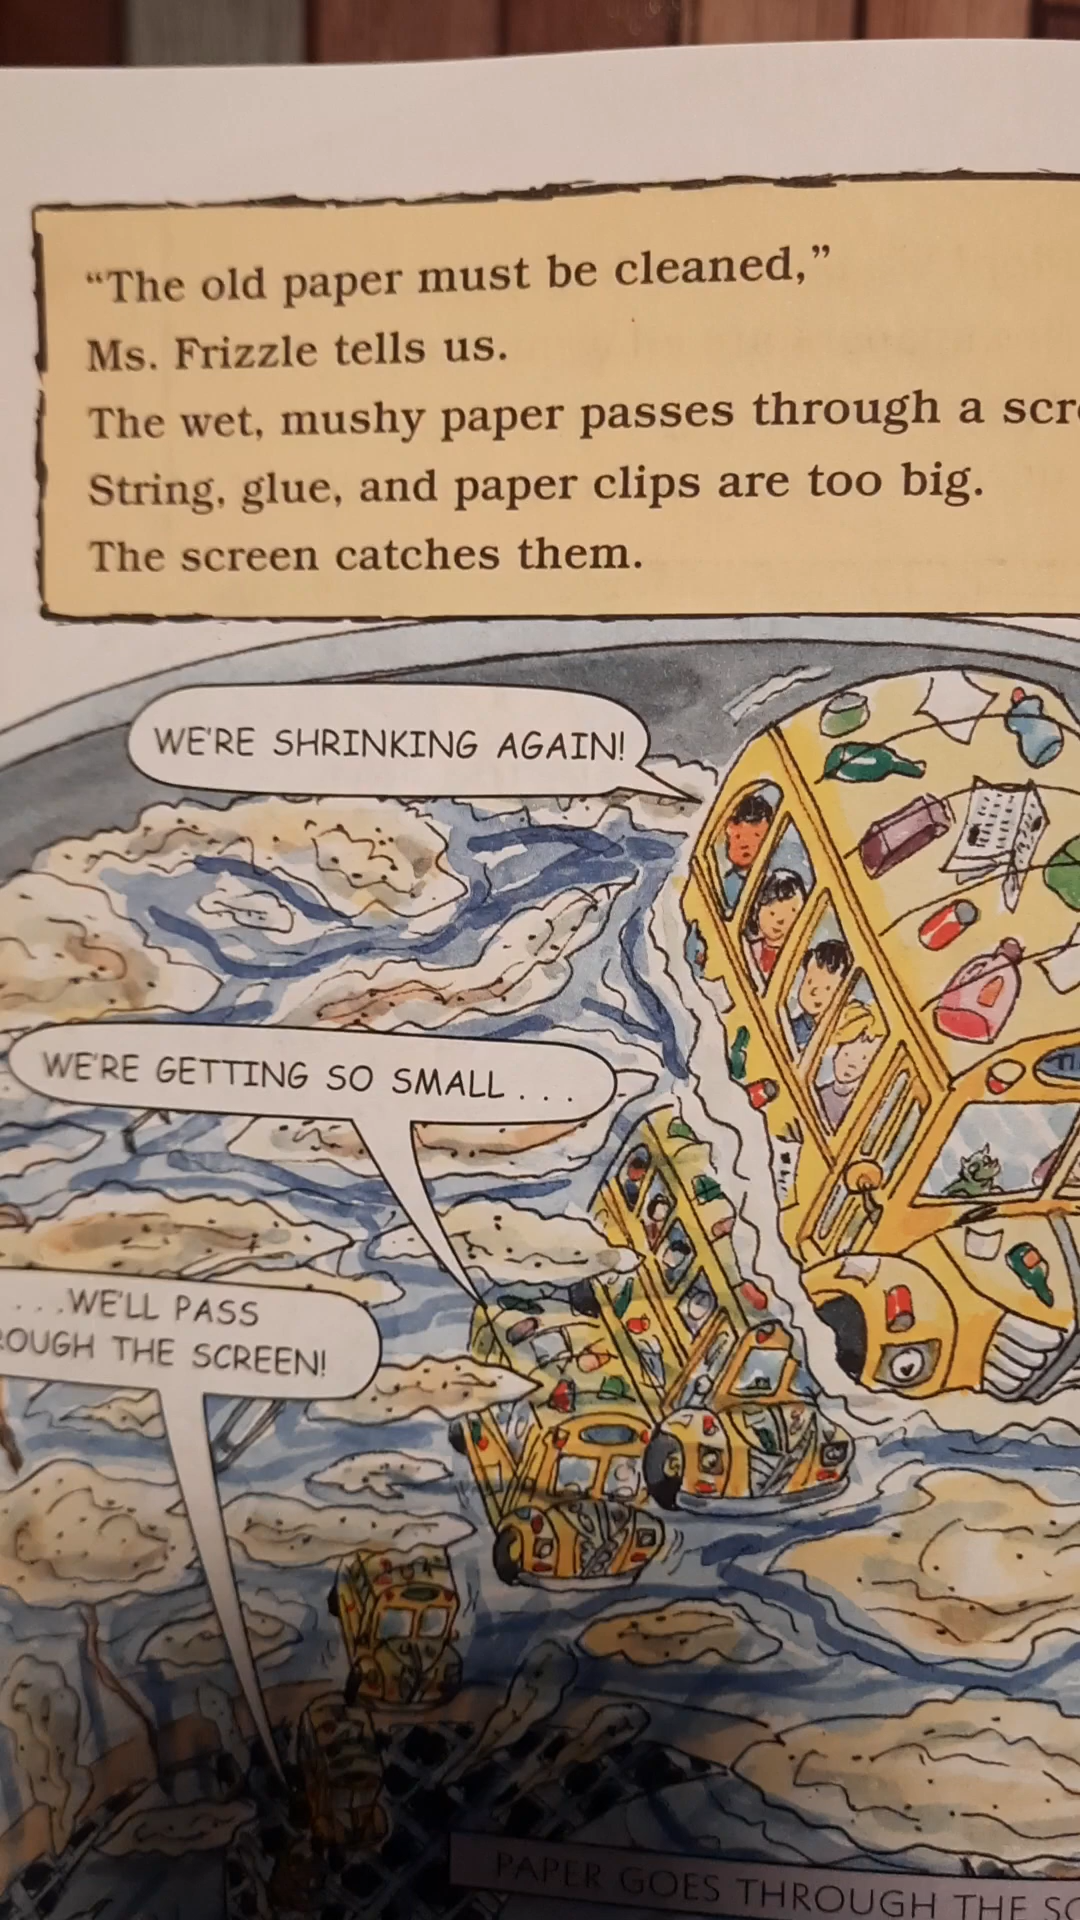 “The old paper must be cleaned,”
Ms. Frizzle tells us.
The wet, mushy paper passes through a scr
String, glue, and paper clips are too big.
The screen catches them.
WE'RE SHRINKING AGAIN!
WE'RE GETTING SO SMALL . . .
. . .WE'LL PASS
ROUGH THE SCREEN!
PAPER GOES THROUGH THE SC